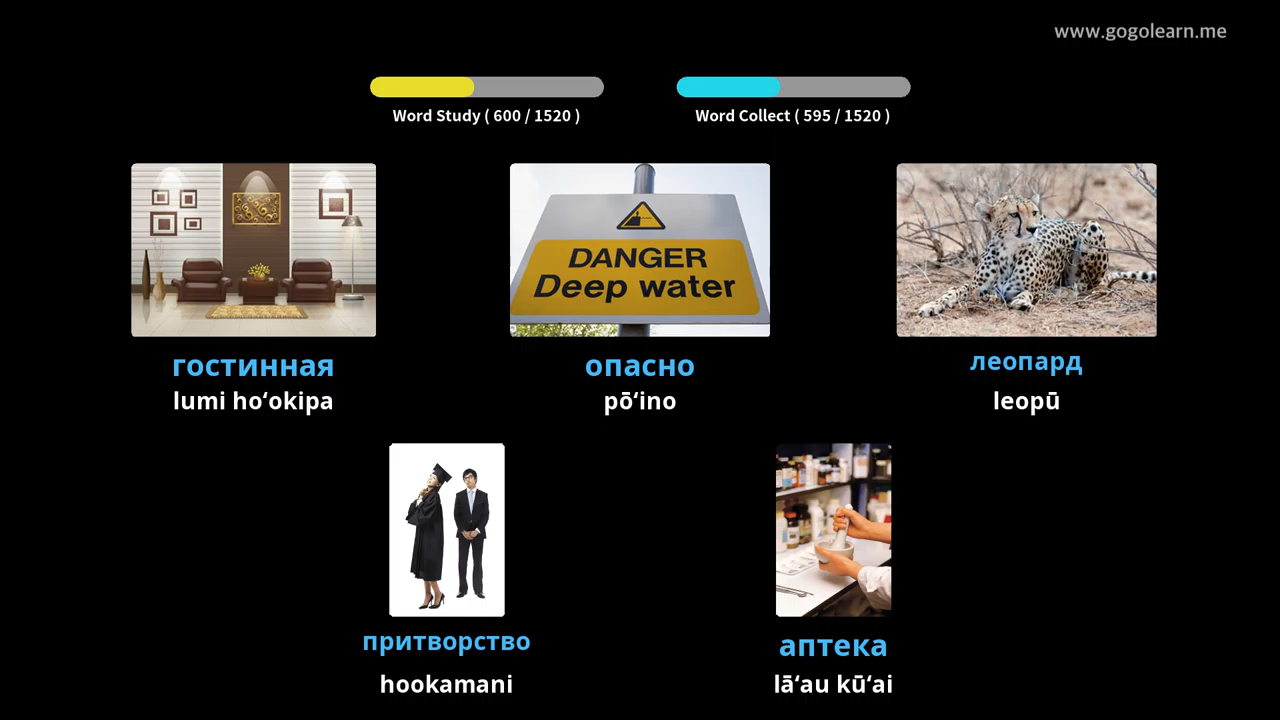 www.gogolearn.me
Word Study ( 600 / 1520 )
Word Collect ( 595 / 1520 )
DANGER
Deep water
гостинная
опасно
леопард
lumi hoʻokipa
pōʻino
leopū
притворство
аптека
hookamani
lāʻau kūʻai